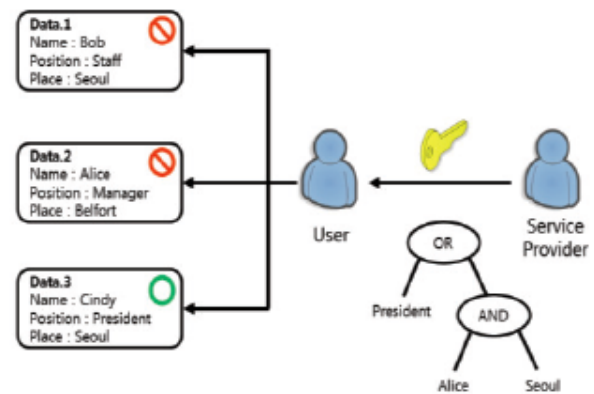 Data.1
Name : Bob
Position : Staff
Place : Seoul
Data.2
Name : Alice
Position : Manager
Place : Belfort
Data.3
Name : Cindy
Position : President
Place : Seoul
User
Service
Provider
OR
President
AND
Alice
Seoul